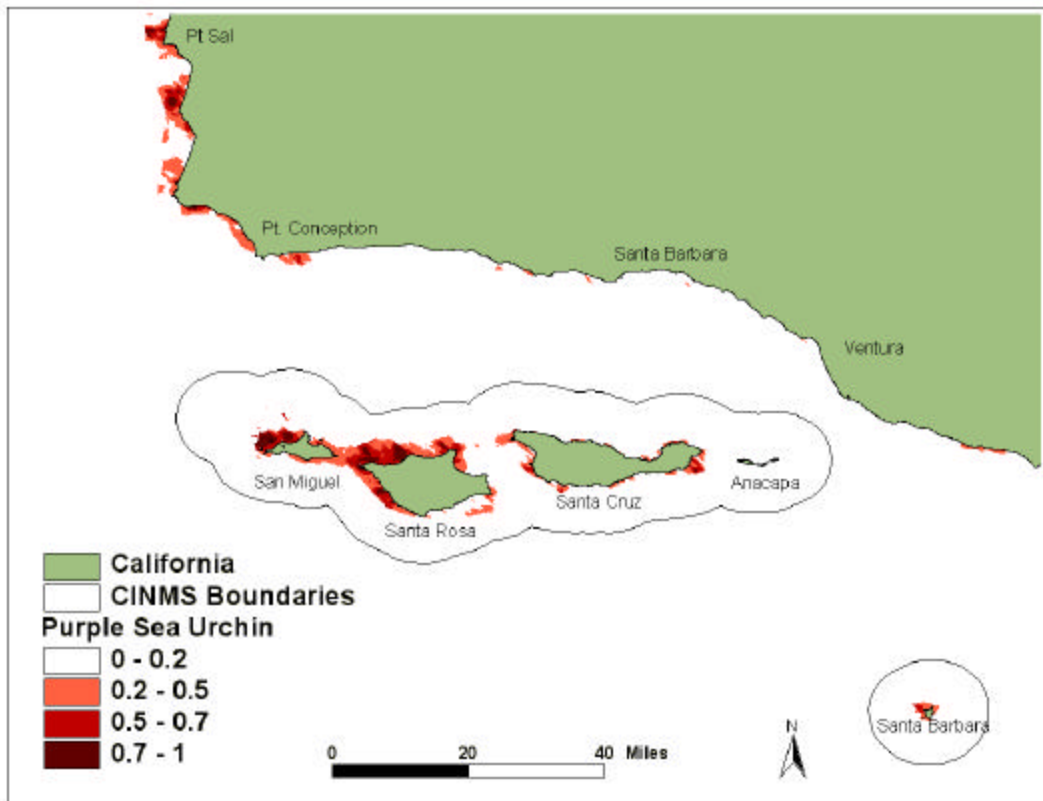 Pt Sal
Pt. Conception
Santa Barbara
Ventura
San Miguel
Santa Rosa
Santa Cruz
Anacapa
California
CINMS Boundaries
Purple Sea Urchin
0 - 0.2
0.2 - 0.5
0.5 - 0.7
0.7 - 1
0 20 40 Miles
N
Santa Barbara